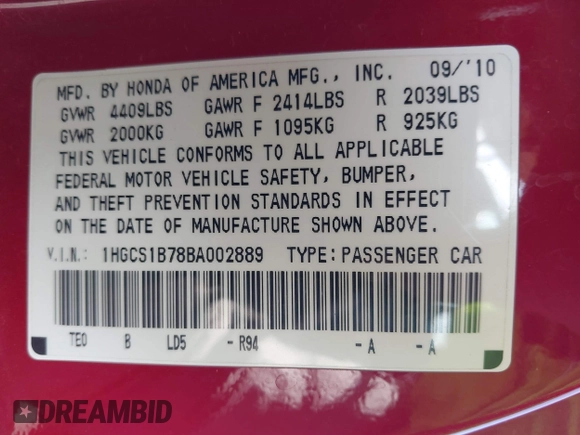 MFD. BY HONDA OF AMERICA MFG., INC. 09/'10
GVWR 4409LBS GAWR F 2414LBS R 2039LBS
GVWR 2000KG GAWR F 1095KG R 925KG
THIS VEHICLE CONFORMS TO ALL APPLICABLE
FEDERAL MOTOR VEHICLE SAFETY, BUMPER,
AND THEFT PREVENTION STANDARDS IN EFFECT
ON THE DATE OF MANUFACTURE SHOWN ABOVE.
V.I.N.: 1HGCS1B78BA002889 TYPE: PASSENGER CAR
TE0 B LD5 - R94 - A - A
DREAMBID